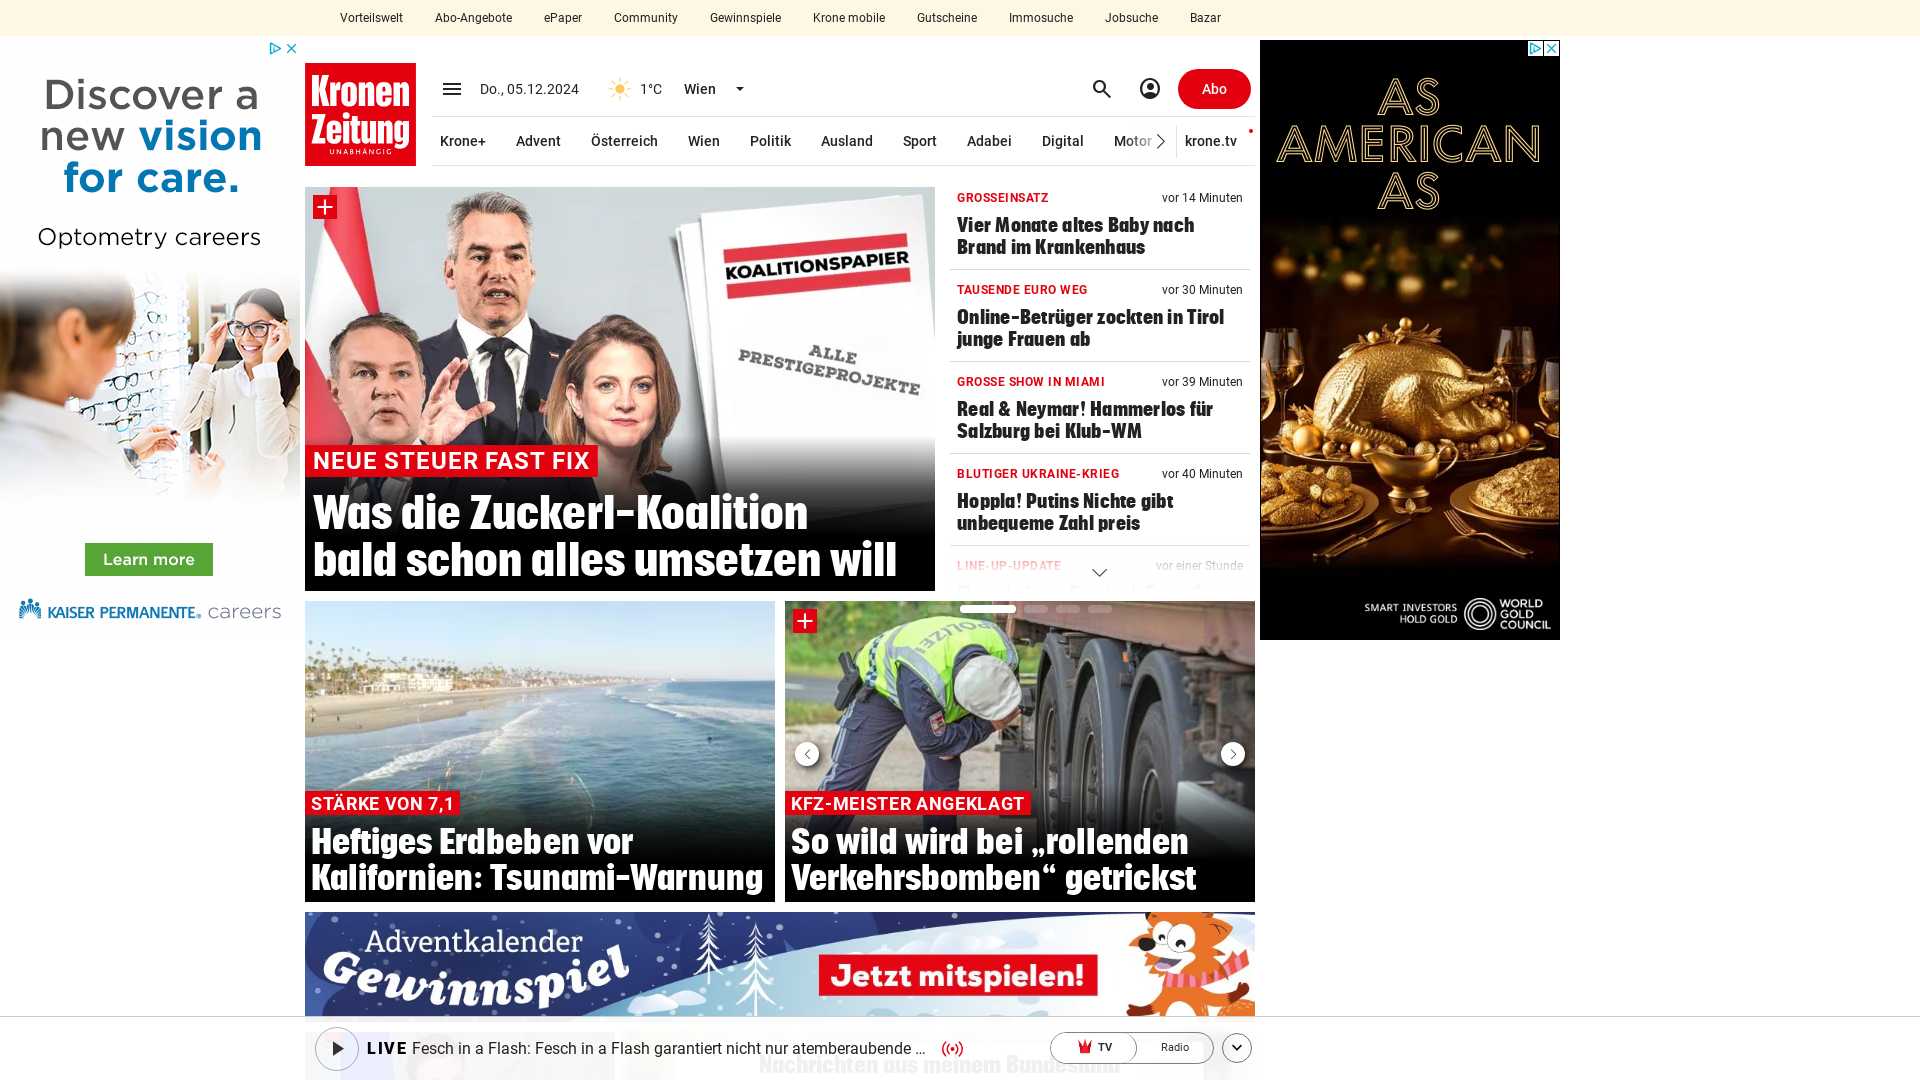 Vorteilswelt
Abo-Angebote
ePaper
Community
Gewinnspiele
Krone mobile
Gutscheine
Immosuche
Jobsuche
Bazar
Discover a
new vision
for care.
Optometry careers
Learn more
KAISER PERMANENTE® careers
Kronen
Zeitung
UNABHÄNGIG
Do., 05.12.2024
1°C
Wien
Abo
Krone+
Advent
Österreich
Wien
Politik
Ausland
Sport
Adabei
Digital
Motor
krone.tv
KOALITIONSPAPIER
ALLE
PRESTIGEPROJEKTE
NEUE STEUER FAST FIX
Was die Zuckerl-Koalition
bald schon alles umsetzen will
GROSSEINSATZ
vor 14 Minuten
Vier Monate altes Baby nach
Brand im Krankenhaus
TAUSENDE EURO WEG
vor 30 Minuten
Online-Betrüger zockten in Tirol
junge Frauen ab
GROSSE SHOW IN MIAMI
vor 39 Minuten
Real & Neymar! Hammerlos für
Salzburg bei Klub-WM
BLUTIGER UKRAINE-KRIEG
vor 40 Minuten
Hoppla! Putins Nichte gibt
unbequeme Zahl preis
LINE-UP-UPDATE
vor einer Stunde
AS
AMERICAN
AS
SMART INVESTORS
HOLD GOLD
WORLD
GOLD
COUNCIL
STÄRKE VON 7,1
Heftiges Erdbeben vor
Kalifornien: Tsunami-Warnung
POLIZEI
KFZ-MEISTER ANGEKLAGT
So wild wird bei „rollenden
Verkehrsbomben“ getrickst
Adventkalender
Gewinnspiel
Jetzt mitspielen!
LIVE Fesch in a Flash: Fesch in a Flash garantiert nicht nur atemberaubende ...
TV
Radio
Nachrichten aus meinem Bundesland